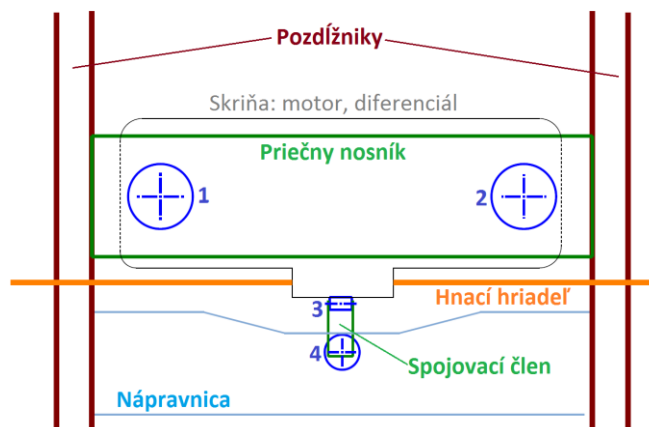 Pozdĺžniky
Skriňa: motor, diferenciál
Priečny nosník
1
2
Hnací hriadeľ
3
4
Spojovací člen
Nápravnica